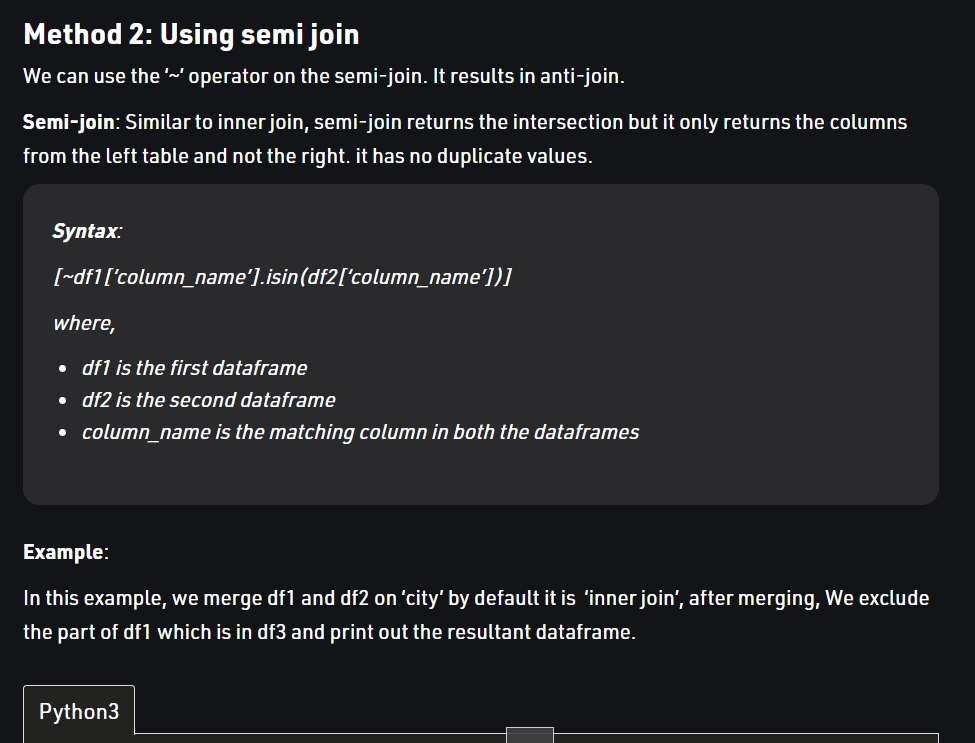 Method 2: Using semi join
We can use the ‘~’ operator on the semi-join. It results in anti-join.
Semi-join: Similar to inner join, semi-join returns the intersection but it only returns the columns
from the left table and not the right. it has no duplicate values.
Syntax:
[~df1[‘column_name’].isin(df2[‘column_name’])]
where,
• df1 is the first dataframe
• df2 is the second dataframe
• column_name is the matching column in both the dataframes
Example:
In this example, we merge df1 and df2 on ‘city’ by default it is ‘inner join’, after merging, We exclude
the part of df1 which is in df3 and print out the resultant dataframe.
Python3